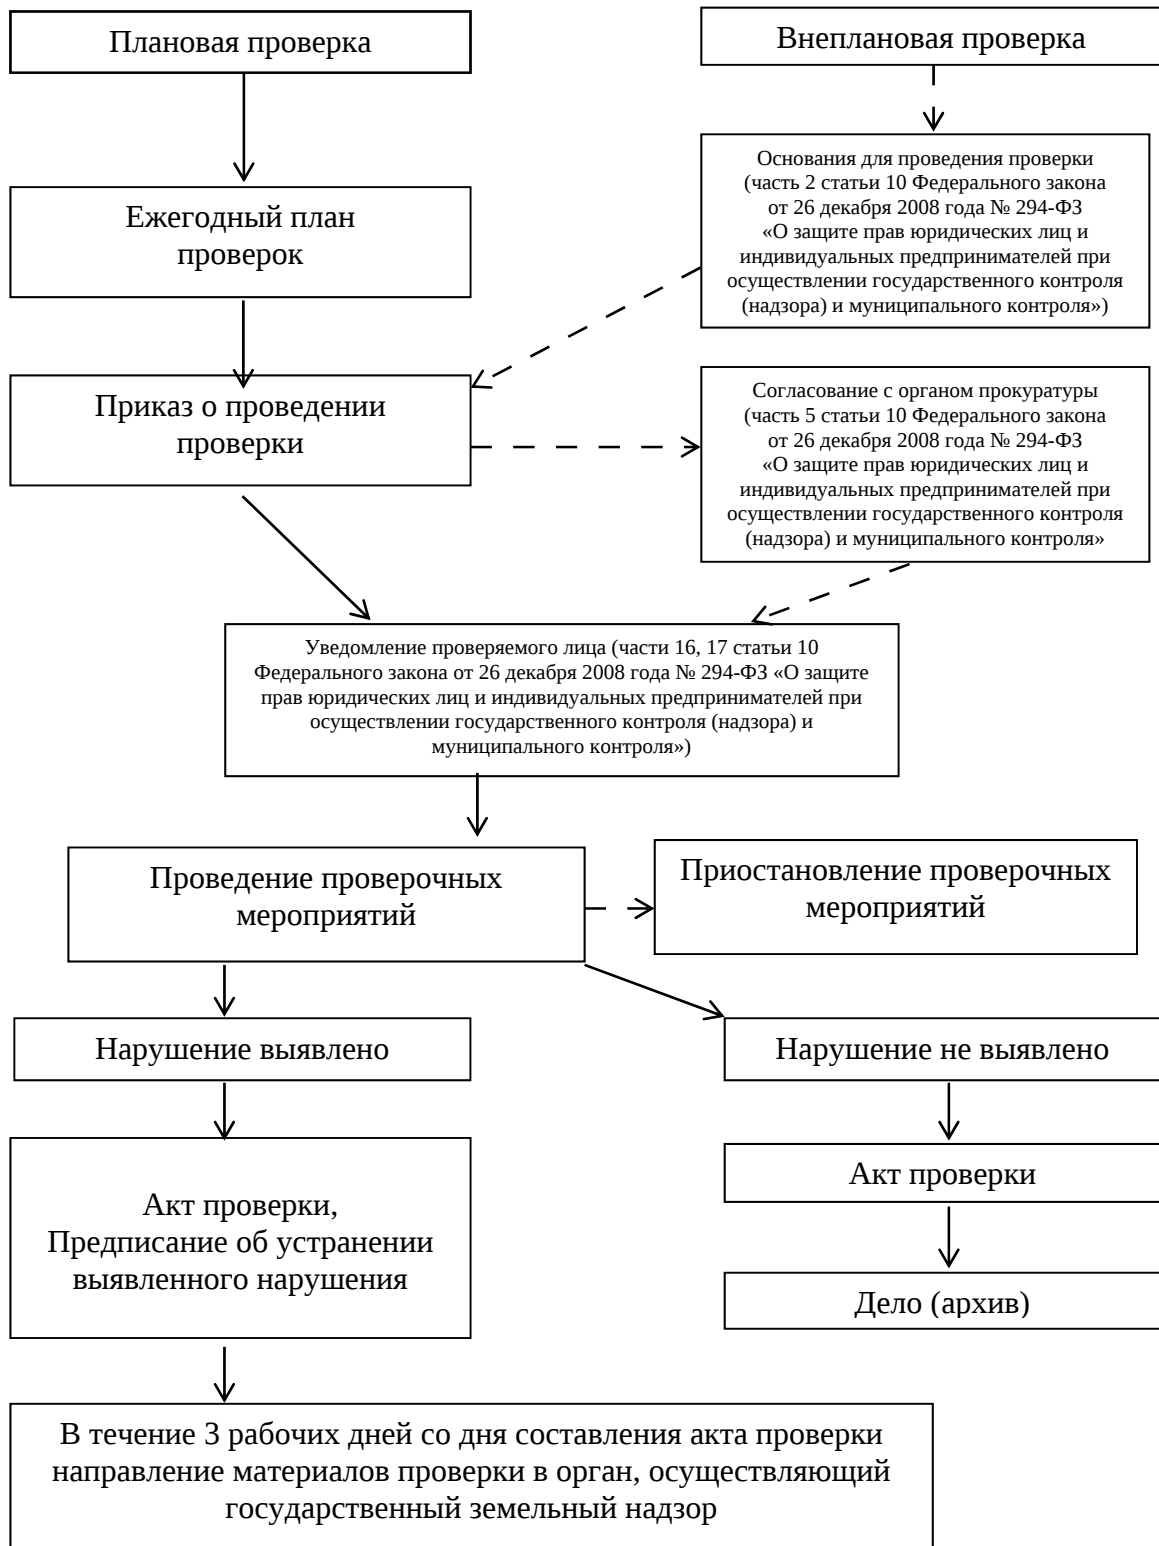 Плановая проверка
Внеплановая проверка
Основания для проведения проверки
(часть 2 статьи 10 Федерального закона
от 26 декабря 2008 года № 294-ФЗ
«О защите прав юридических лиц и
индивидуальных предпринимателей при
осуществлении государственного контроля
(надзора) и муниципального контроля»)
Ежегодный план
проверок
Приказ о проведении
проверки
Согласование с органом прокуратуры
(часть 5 статьи 10 Федерального закона
от 26 декабря 2008 года № 294-ФЗ
«О защите прав юридических лиц и
индивидуальных предпринимателей при
осуществлении государственного контроля
(надзора) и муниципального контроля»
Уведомление проверяемого лица (части 16, 17 статьи 10
Федерального закона от 26 декабря 2008 года № 294-ФЗ «О защите
прав юридических лиц и индивидуальных предпринимателей при
осуществлении государственного контроля (надзора) и
муниципального контроля»)
Проведение проверочных
мероприятий
Приостановление проверочных
мероприятий
Нарушение выявлено
Нарушение не выявлено
Акт проверки,
Предписание об устранении
выявленного нарушения
Акт проверки
Дело (архив)
В течение 3 рабочих дней со дня составления акта проверки
направление материалов проверки в орган, осуществляющий
государственный земельный надзор